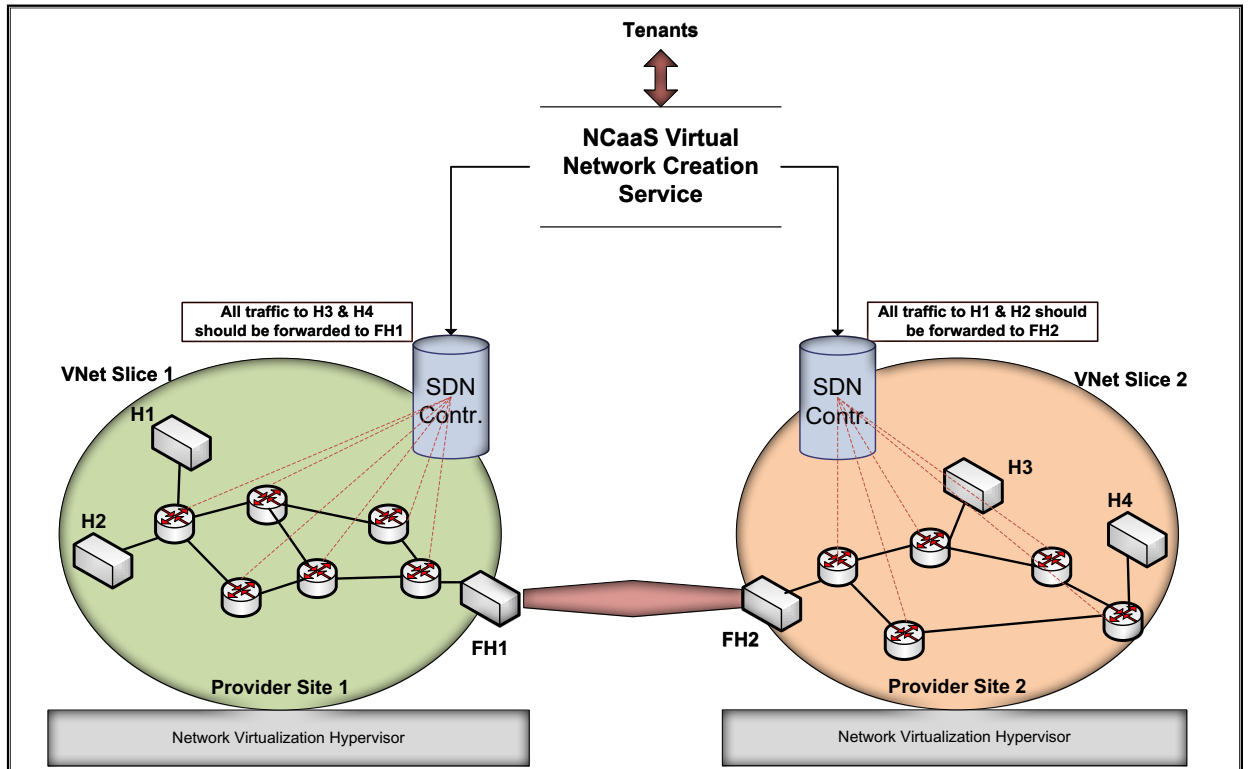 Tenants
NCaaS Virtual
Network Creation
Service
All traffic to H3 & H4
should be forwarded to FH1
All traffic to H1 & H2 should
be forwarded to FH2
VNet Slice 1
SDN
Contr.
SDN
Contr.
VNet Slice 2
H1
H2
H3
H4
FH1
FH2
Provider Site 1
Provider Site 2
Network Virtualization Hypervisor
Network Virtualization Hypervisor